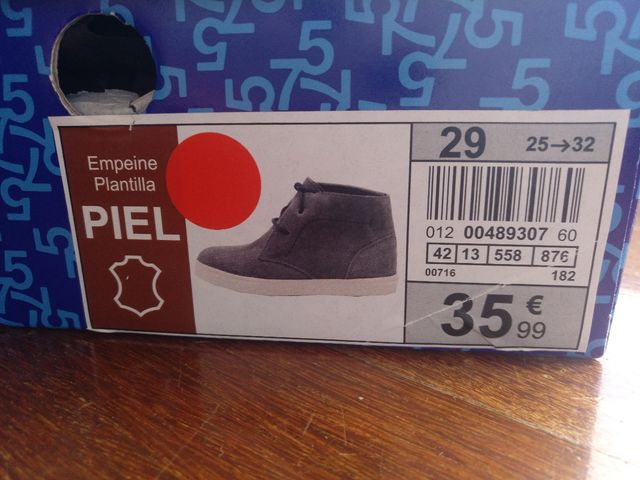 Empeine
Plantilla
PIEL
29 25→32
012 00489307 60
42 13 558 876
00716 182
35 € 99